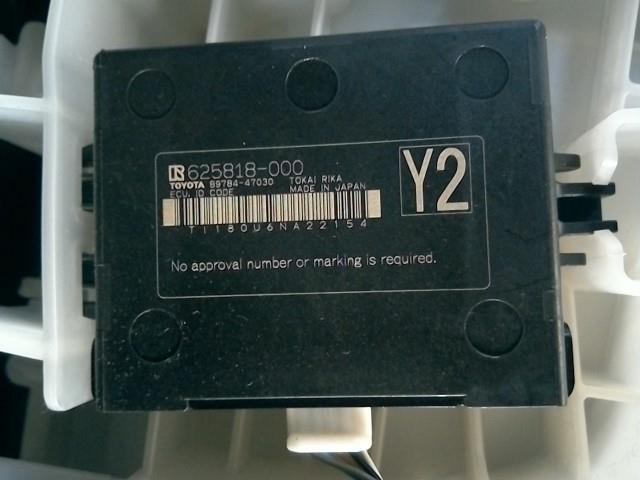 625818-000
TOYOTA 89784-47030 TOKAI RIKA
ECU, ID CODE MADE IN JAPAN
Y2
T1180U6NA22154
No approval number or marking is required.